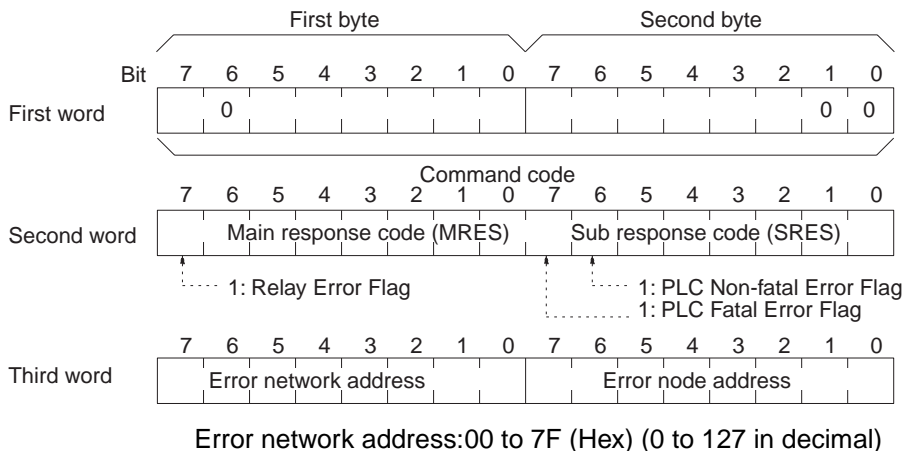 First byte Second byte
Bit 7 6 5 4 3 2 1 0 7 6 5 4 3 2 1 0
First word 0 0 0
Command code
7 6 5 4 3 2 1 0 7 6 5 4 3 2 1 0
Second word Main response code (MRES) Sub response code (SRES)
1: Relay Error Flag 1: PLC Non-fatal Error Flag
1: PLC Fatal Error Flag
7 6 5 4 3 2 1 0 7 6 5 4 3 2 1 0
Third word Error network address Error node address
Error network address:00 to 7F (Hex) (0 to 127 in decimal)